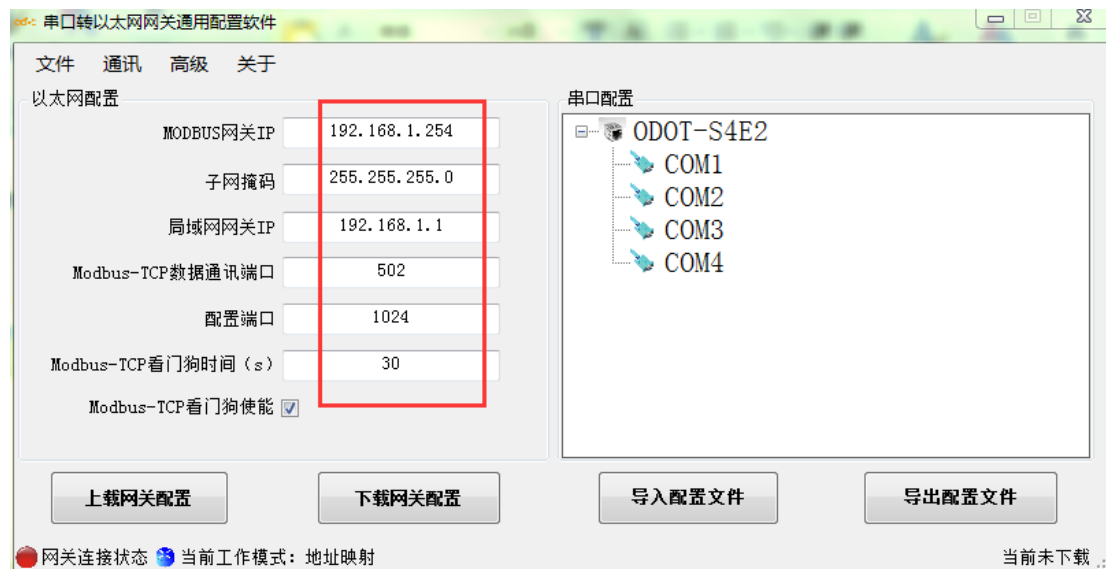 串口转以太网网关通用配置软件
文件 通讯 高级 关于
以太网配置
MODBUS网关IP 192.168.1.254
子网掩码 255.255.255.0
局域网网关IP 192.168.1.1
Modbus-TCP数据通讯端口 502
配置端口 1024
Modbus-TCP看门狗时间（s） 30
Modbus-TCP看门狗使能
串口配置
ODOT-S4E2
COM1
COM2
COM3
COM4
上载网关配置 下载网关配置 导入配置文件 导出配置文件
网关连接状态 当前工作模式：地址映射 当前未下载